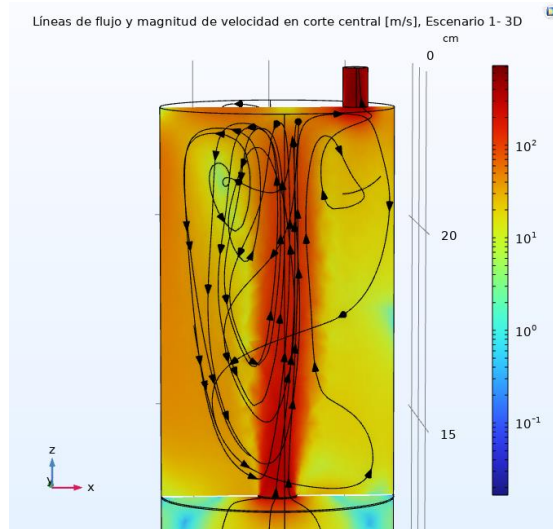 Líneas de flujo y magnitud de velocidad en corte central [m/s], Escenario 1- 3D
cm
0
10²
20
10¹
10⁰
15
10⁻¹
z
y
x